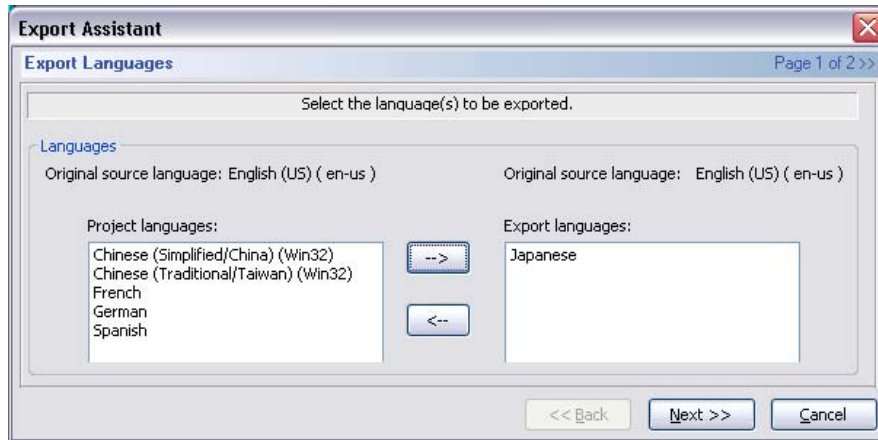 Export Assistant
Export Languages
Page 1 of 2 >>
Select the language(s) to be exported.
Languages
Original source language: English (US) ( en-us )
Original source language: English (US) ( en-us )
Project languages:
Chinese (Simplified/China) (Win32)
Chinese (Traditional/Taiwan) (Win32)
French
German
Spanish
-->
<--
Export languages:
Japanese
<< Back
Next >>
Cancel